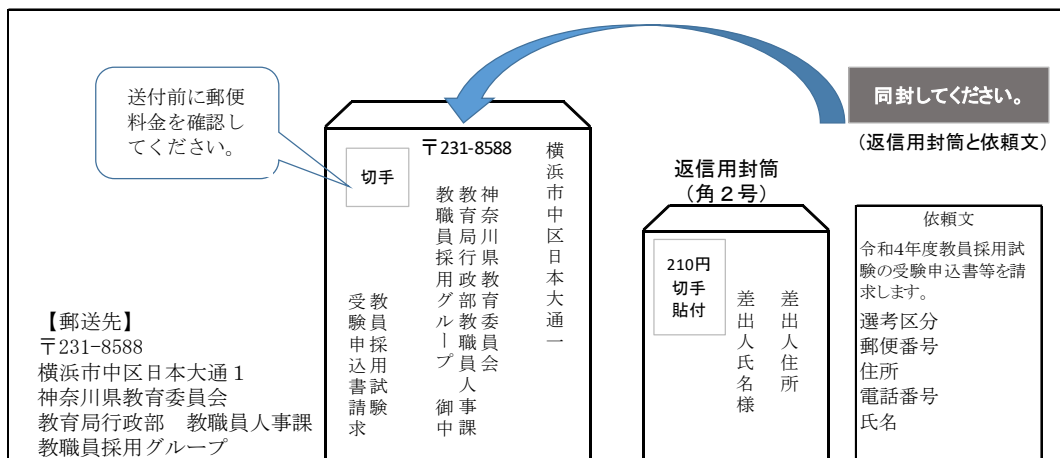 送付前に郵便
料金を確認し
てください。
切手
〒231-8588
横浜市中区日本大通一
神奈川県教育委員会
教育局行政部教職員人事課
教職員採用グループ　御中
教員採用試験
受験申込書請求
同封してください。
(返信用封筒と依頼文)
返信用封筒
(角２号)
210円
切手
貼付
差出人住所
差出人氏名様
依頼文
令和4年度教員採用試
験の受験申込書等を請
求します。
選考区分
郵便番号
住所
電話番号
氏名
【郵送先】
〒231-8588
横浜市中区日本大通１
神奈川県教育委員会
教育局行政部　教職員人事課
教職員採用グループ